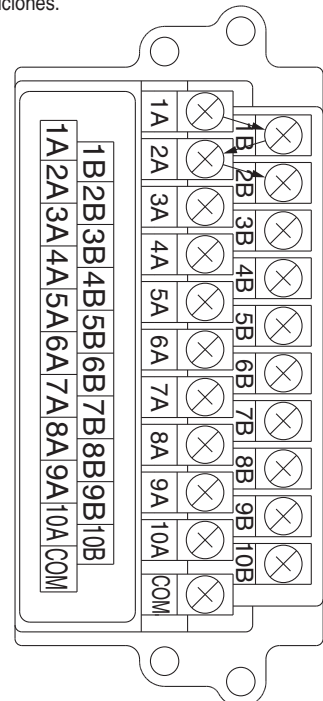 iciones.
1A 2A 3A 4A 5A 6A 7A 8A 9A 10A COM
1B 2B 3B 4B 5B 6B 7B 8B 9B 10B
1A
2A
3A
4A
5A
6A
7A
8A
9A
10A
COM
1B
2B
3B
4B
5B
6B
7B
8B
9B
10B